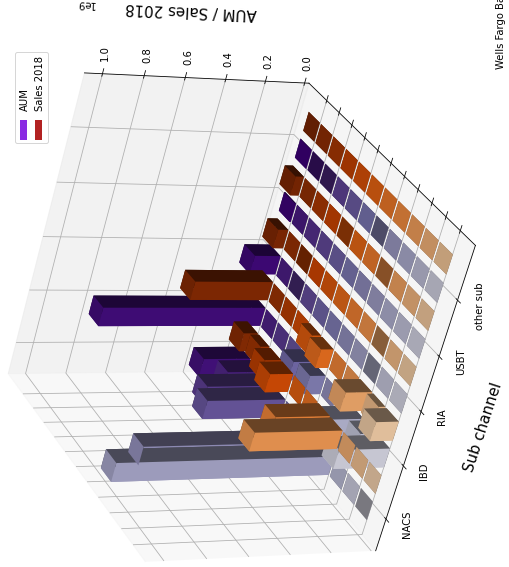 AUM / Sales 2018
1e9
1.0
0.8
0.6
0.4
0.2
0.0
AUM
Sales 2018
Wells Fargo Ba
other sub
USBT
RIA
IBD
NACS
Sub channel